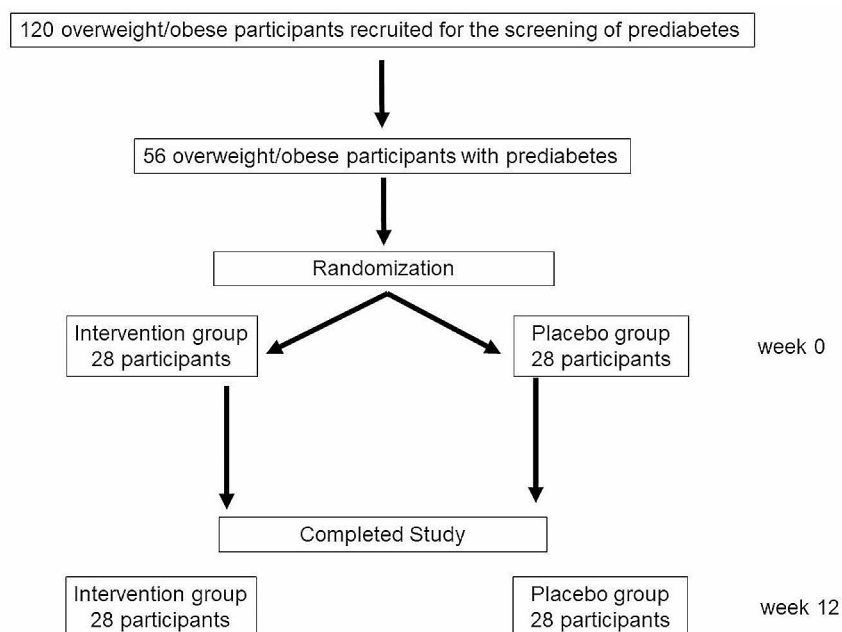 120 overweight/obese participants recruited for the screening of prediabetes
56 overweight/obese participants with prediabetes
Randomization
Intervention group
28 participants
Placebo group
28 participants
week 0
Completed Study
Intervention group
28 participants
Placebo group
28 participants
week 12